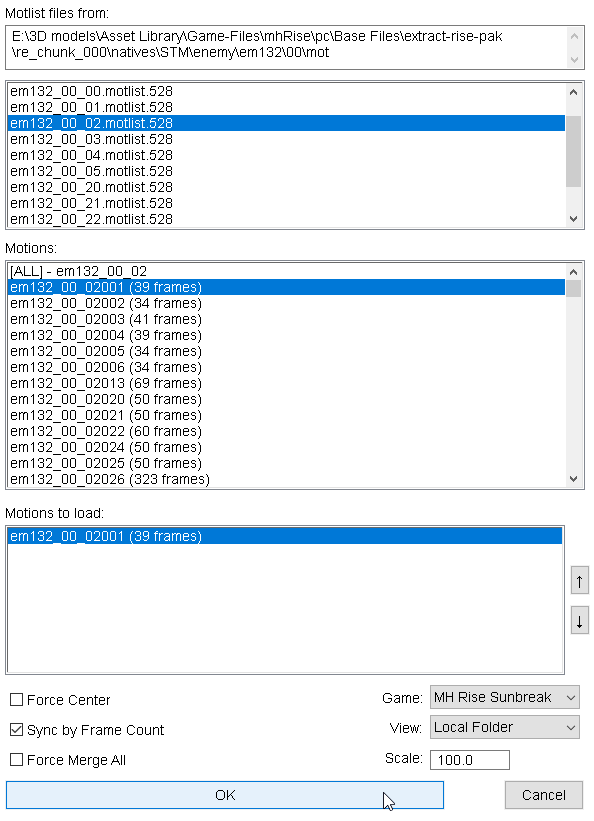 Motlist files from:
E:\3D models\Asset Library\Game-Files\mhRise\pc\Base Files\extract-rise-pak
\re_chunk_000\natives\STM\enemy\em132\00\mot
em132_00_00.motlist.528
em132_00_01.motlist.528
em132_00_02.motlist.528
em132_00_03.motlist.528
em132_00_04.motlist.528
em132_00_05.motlist.528
em132_00_20.motlist.528
em132_00_21.motlist.528
em132_00_22.motlist.528
Motions:
[ALL] - em132_00_02
em132_00_02001 (39 frames)
em132_00_02002 (34 frames)
em132_00_02003 (41 frames)
em132_00_02004 (39 frames)
em132_00_02005 (34 frames)
em132_00_02006 (34 frames)
em132_00_02013 (69 frames)
em132_00_02020 (50 frames)
em132_00_02021 (50 frames)
em132_00_02022 (60 frames)
em132_00_02024 (50 frames)
em132_00_02025 (50 frames)
em132_00_02026 (323 frames)
Motions to load:
em132_00_02001 (39 frames)
↑
↓
Force Center
Game: MH Rise Sunbreak
Sync by Frame Count
View: Local Folder
Force Merge All
Scale: 100.0
OK
Cancel